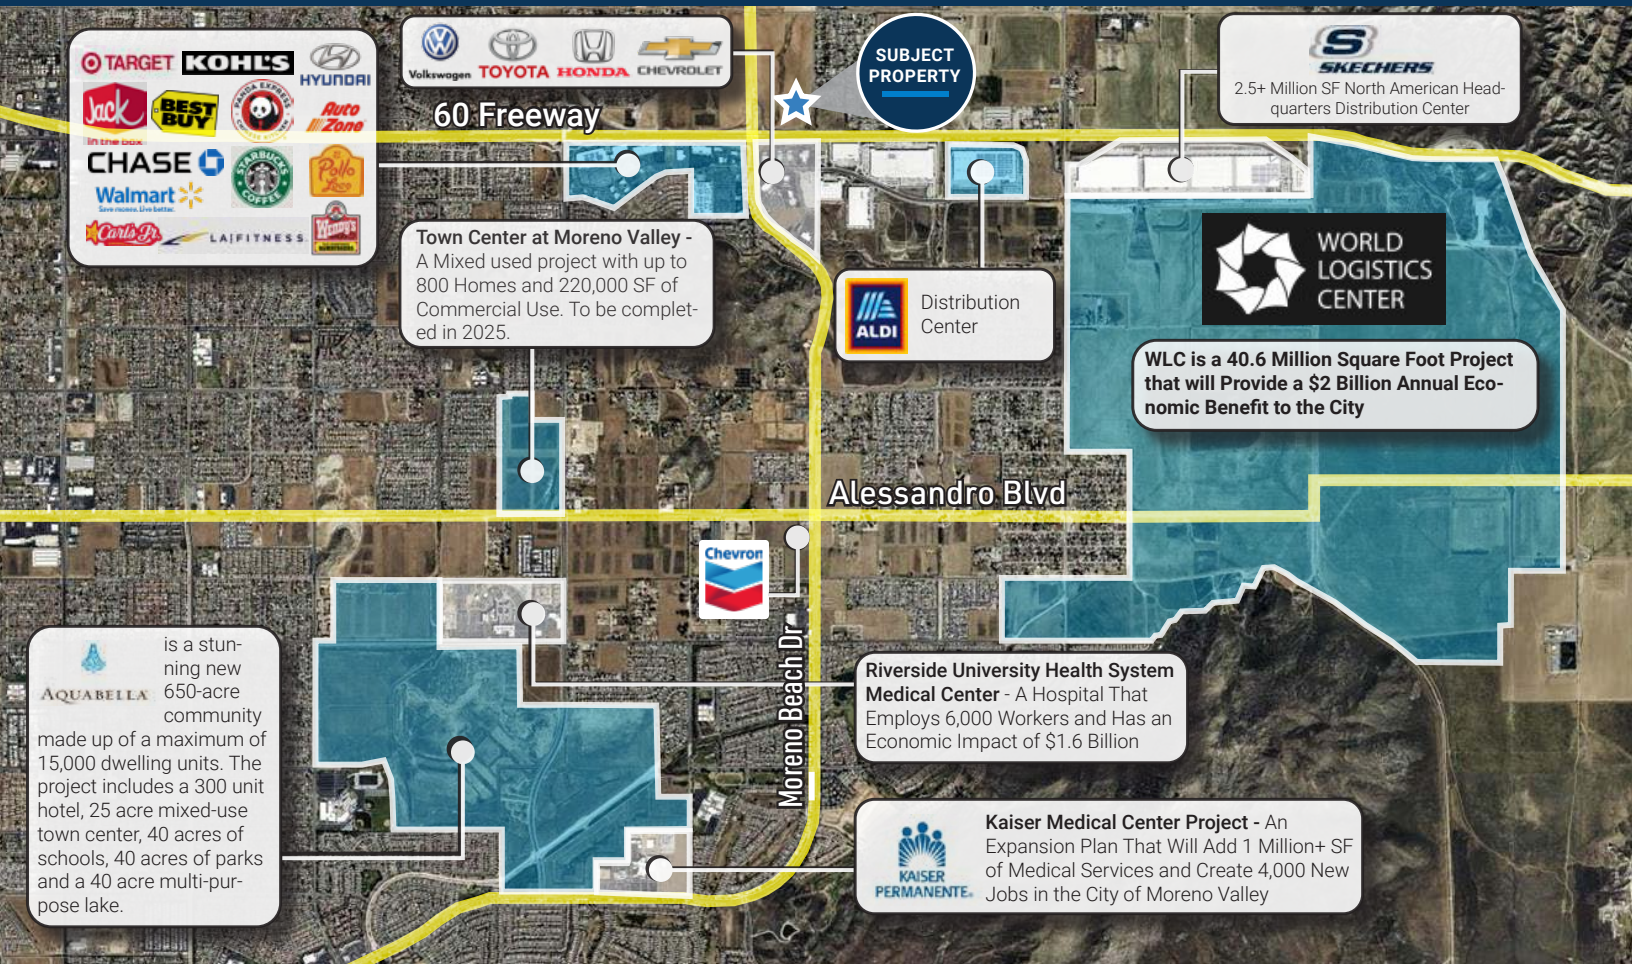 TARGET
KOHL'S
HYUNDAI
Jack
in the box
BEST
BUY
PANDA EXPRESS
Auto
Zone
CHASE
STARBUCKS
COFFEE
Pollo
Loco
Walmart
Save money. Live better.
Carl's Jr.
LA|FITNESS
Wendy's
Volkswagen
TOYOTA
HONDA
CHEVROLET
SUBJECT
PROPERTY
SKECHERS
2.5+ Million SF North American Head-
quarters Distribution Center
60 Freeway
Town Center at Moreno Valley -
A Mixed used project with up to
800 Homes and 220,000 SF of
Commercial Use. To be complet-
ed in 2025.
ALDI
Distribution
Center
WORLD
LOGISTICS
CENTER
WLC is a 40.6 Million Square Foot Project
that will Provide a $2 Billion Annual Eco-
nomic Benefit to the City
Alessandro Blvd
Chevron
Moreno Beach Dr
AQUABELLA
is a stun-
ning new
650-acre
community
made up of a maximum of
15,000 dwelling units. The
project includes a 300 unit
hotel, 25 acre mixed-use
town center, 40 acres of
schools, 40 acres of parks
and a 40 acre multi-pur-
pose lake.
Riverside University Health System
Medical Center - A Hospital That
Employs 6,000 Workers and Has an
Economic Impact of $1.6 Billion
KAISER
PERMANENTE®
Kaiser Medical Center Project - An
Expansion Plan That Will Add 1 Million+ SF
of Medical Services and Create 4,000 New
Jobs in the City of Moreno Valley